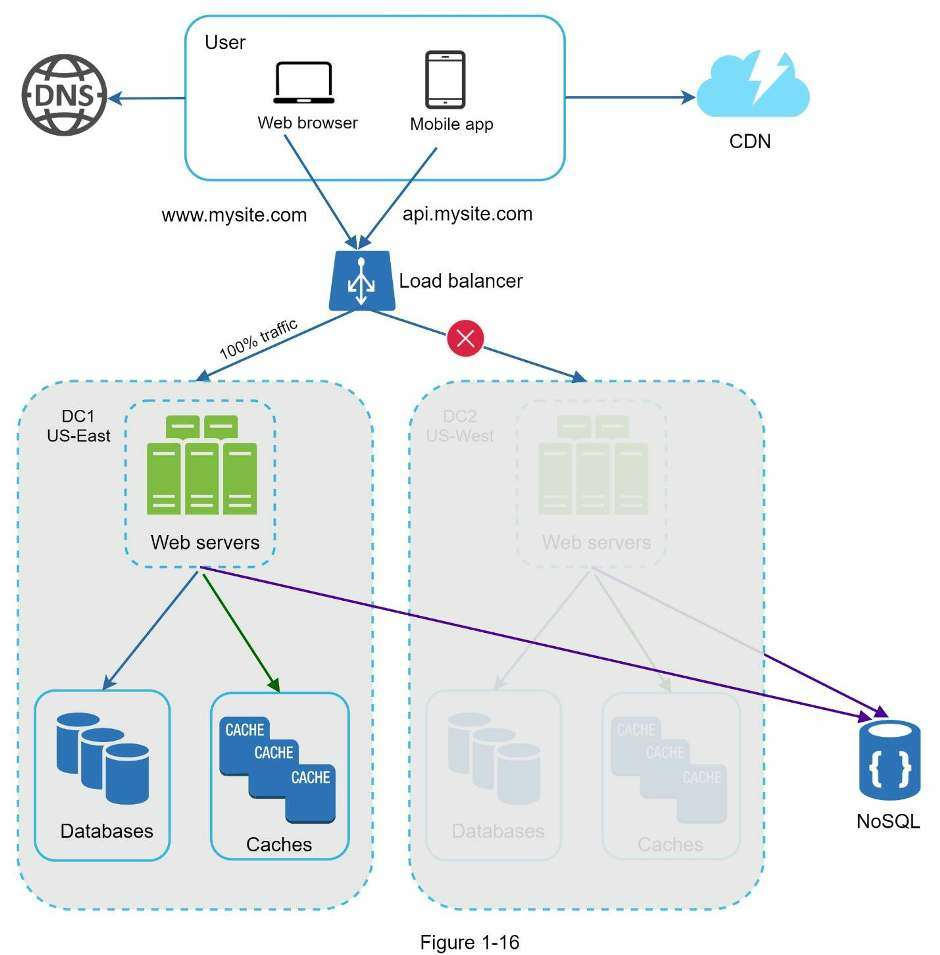 User
DNS
Web browser
Mobile app
CDN
www.mysite.com
api.mysite.com
Load balancer
100% traffic
DC1
US-East
DC2
US-West
Web servers
Web servers
CACHE
CACHE
CACHE
Databases
Caches
CACHE
CACHE
CACHE
Databases
Caches
{ }
NoSQL
Figure 1-16